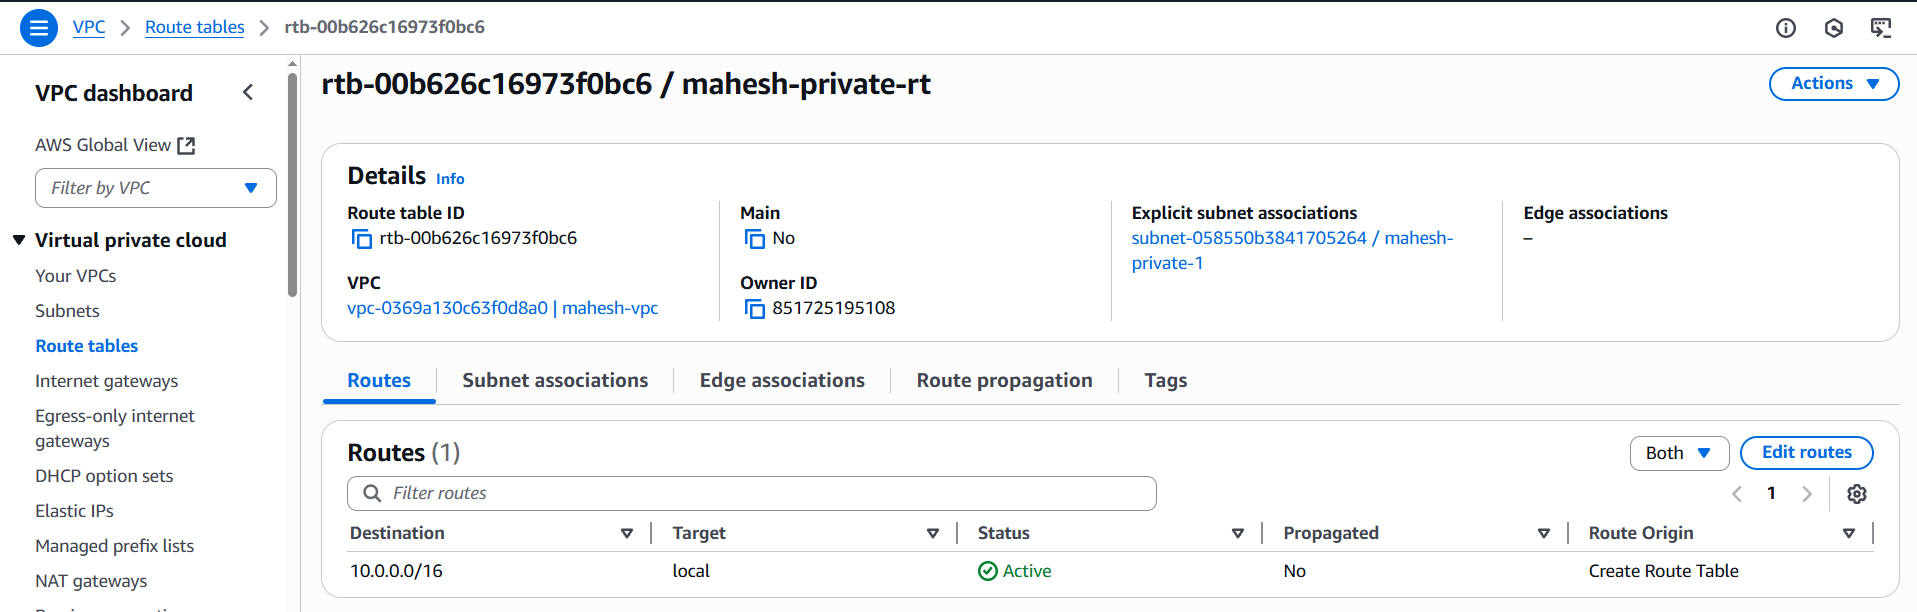 VPC > Route tables > rtb-00b626c16973f0bc6
VPC dashboard
AWS Global View
Filter by VPC
Virtual private cloud
Your VPCs
Subnets
Route tables
Internet gateways
Egress-only internet
gateways
DHCP option sets
Elastic IPs
Managed prefix lists
NAT gateways
rtb-00b626c16973f0bc6 / mahesh-private-rt
Actions
Details Info
Route table ID
rtb-00b626c16973f0bc6
VPC
vpc-0369a130c63f0d8a0 | mahesh-vpc
Main
No
Owner ID
851725195108
Explicit subnet associations
subnet-058550b3841705264 / mahesh-
private-1
Edge associations
–
Routes Subnet associations Edge associations Route propagation Tags
Routes (1)
Both Edit routes
Filter routes
1
Destination Target Status Propagated Route Origin
10.0.0.0/16 local Active No Create Route Table